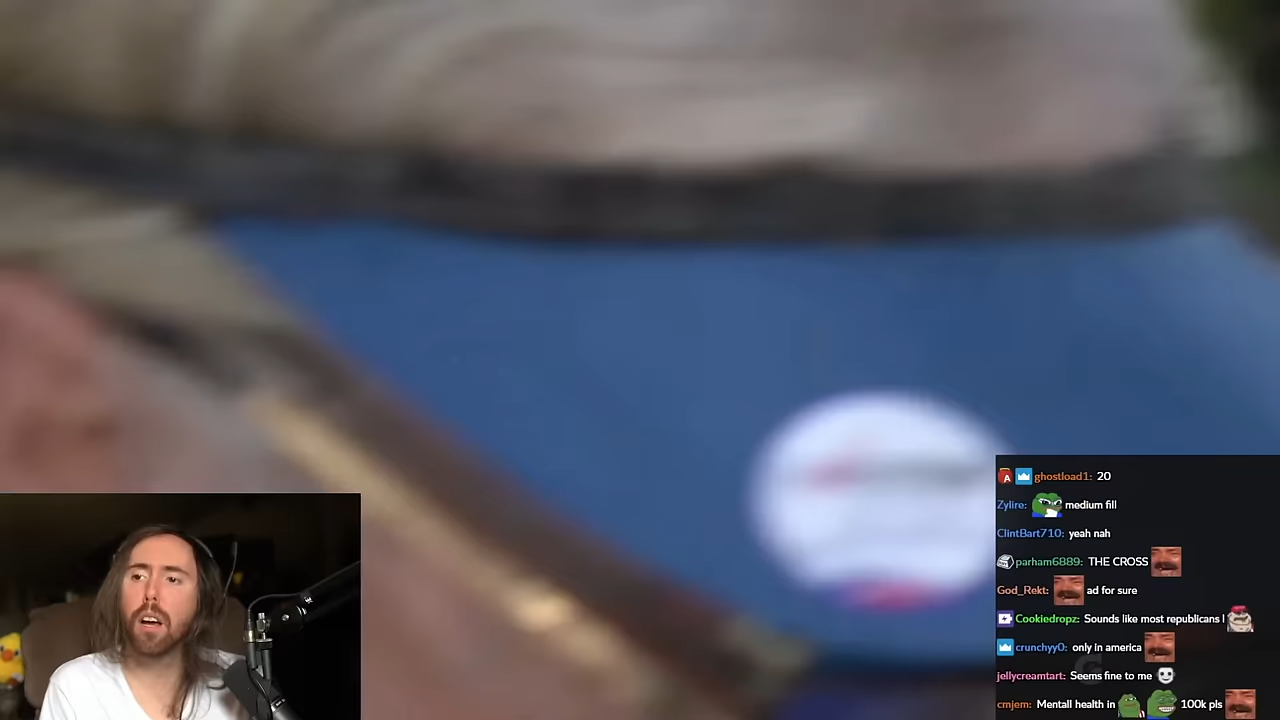 ghostload1: 20
Zylire: medium fill
ClintBart710: yeah nah
parham6889: THE CROSS
God_Rekt: ad for sure
Cookiedropz: Sounds like most republicans I
crunchyy0: only in america
jellycreamtart: Seems fine to me
cmjem: Mentall health in 100k pls